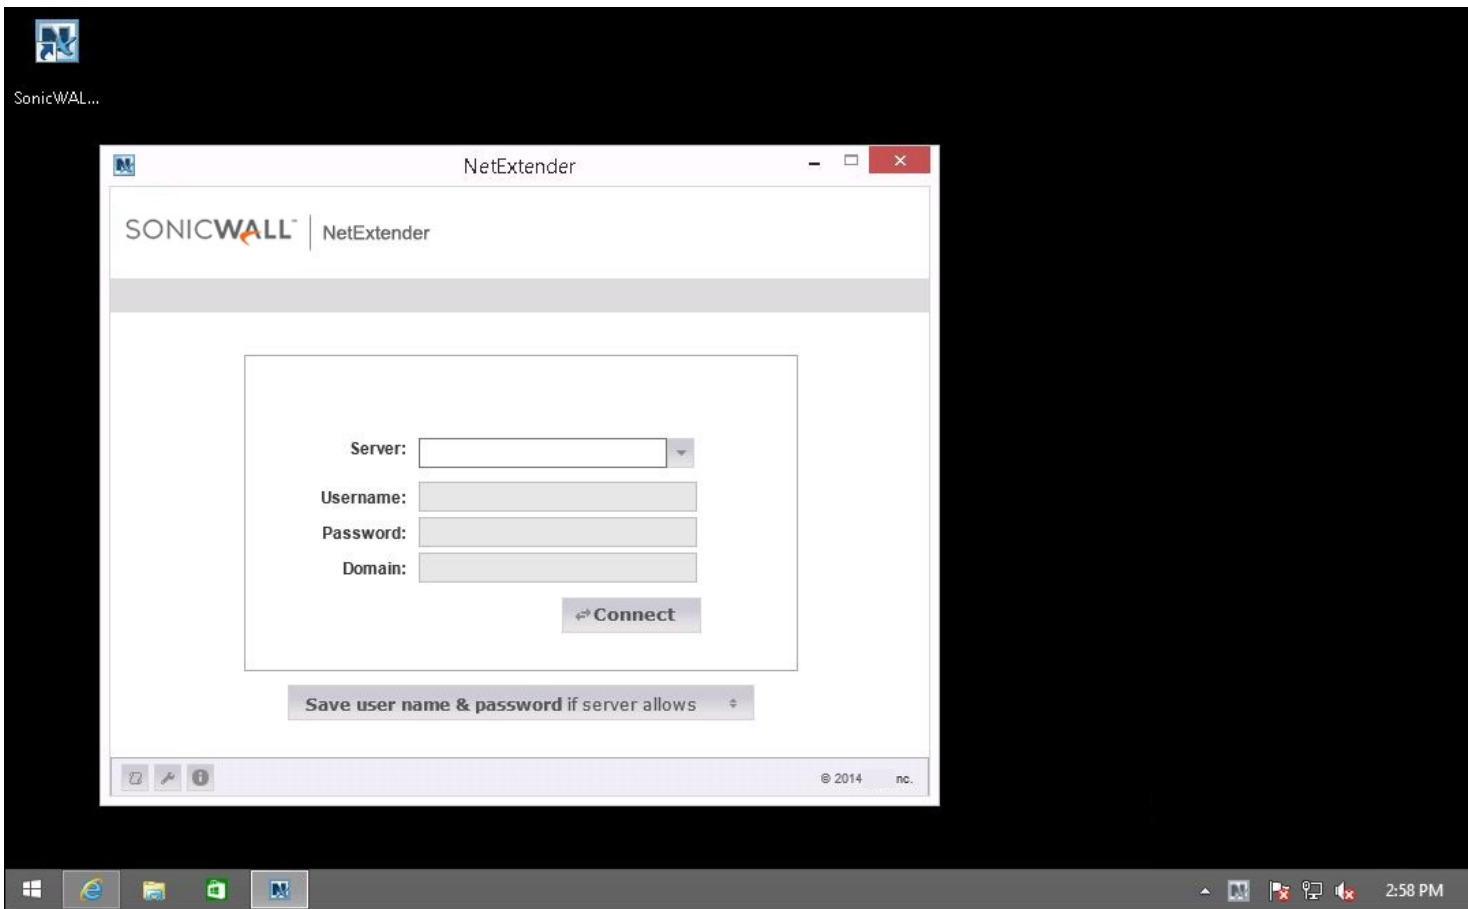 SonicWAL...
NetExtender
SONICWALL™ | NetExtender
Server:
Username:
Password:
Domain:
Connect
Save user name & password if server allows
© 2014 nc.
2:58 PM